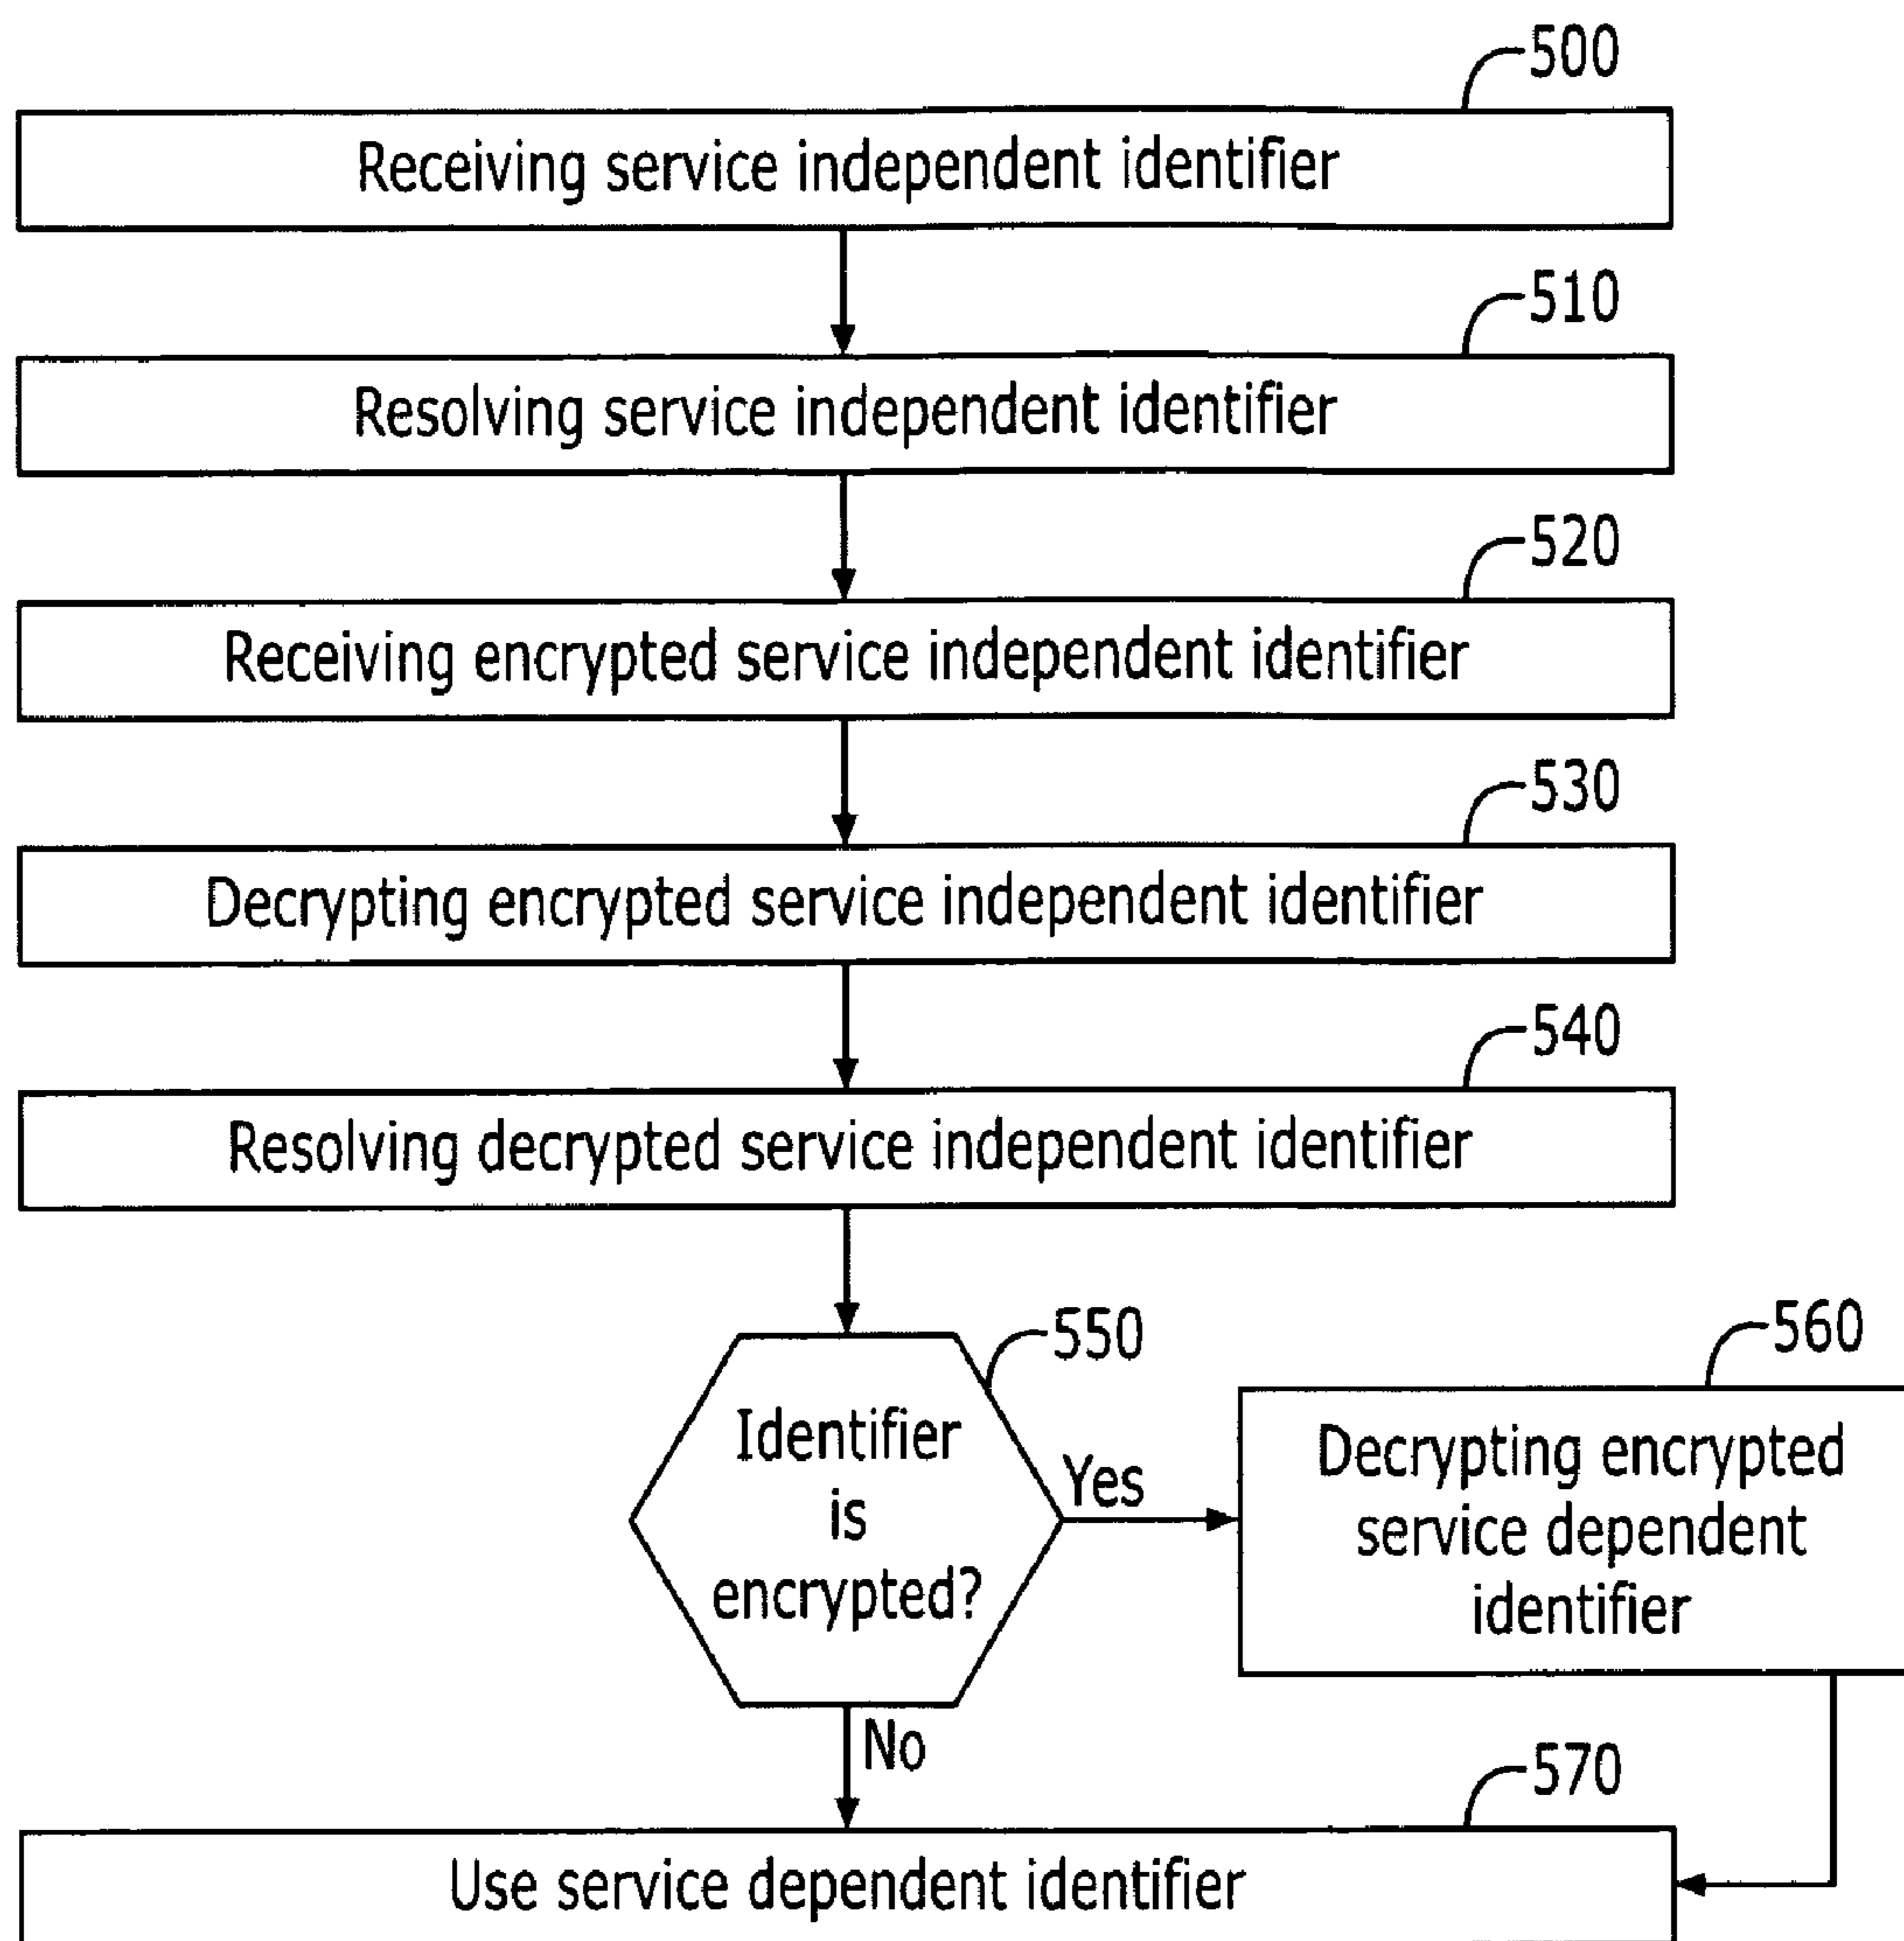 500
Receiving service independent identifier
510
Resolving service independent identifier
520
Receiving encrypted service independent identifier
530
Decrypting encrypted service independent identifier
540
Resolving decrypted service independent identifier
550
Identifier
is
encrypted?
Yes
560
Decrypting encrypted
service dependent
identifier
No
570
Use service dependent identifier